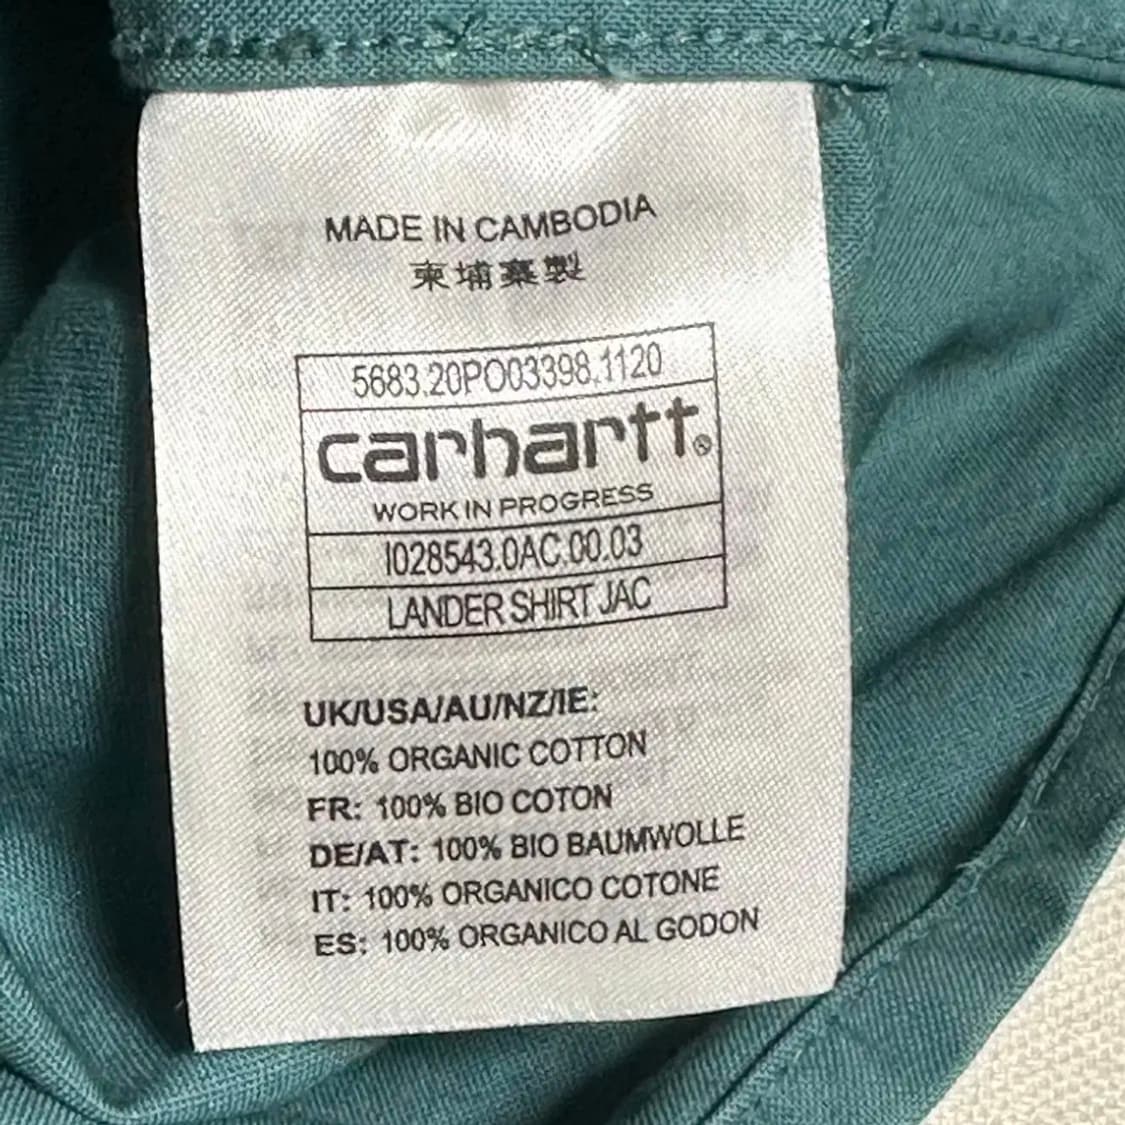 MADE IN CAMBODIA
柬埔寨製
5683.20PO03398.1120
carhartt®
WORK IN PROGRESS
I028543.0AC.00.03
LANDER SHIRT JAC
UK/USA/AU/NZ/IE:
100% ORGANIC COTTON
FR: 100% BIO COTON
DE/AT: 100% BIO BAUMWOLLE
IT: 100% ORGANICO COTONE
ES: 100% ORGANICO AL GODON